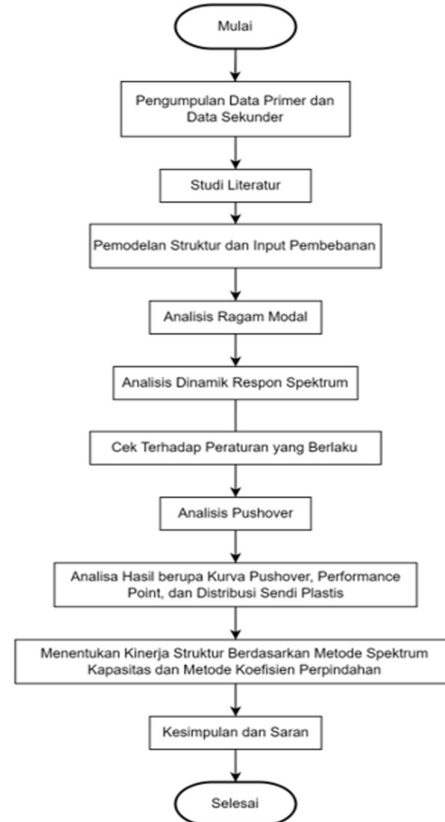 Mulai
Pengumpulan Data Primer dan
Data Sekunder
Studi Literatur
Pemodelan Struktur dan Input Pembebanan
Analisis Ragam Modal
Analisis Dinamik Respon Spektrum
Cek Terhadap Peraturan yang Berlaku
Analisis Pushover
Analisa Hasil berupa Kurva Pushover, Performance
Point, dan Distribusi Sendi Plastis
Menentukan Kinerja Struktur Berdasarkan Metode Spektrum
Kapasitas dan Metode Koefisien Perpindahan
Kesimpulan dan Saran
Selesai